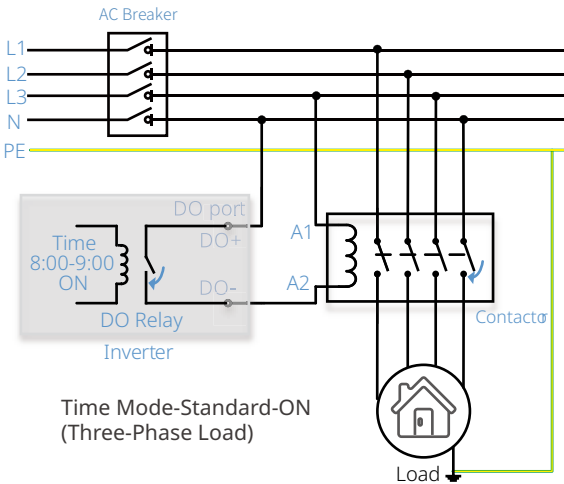 AC Breaker
L1
L2
L3
N
PE
DO port
DO+
Time
8:00-9:00
ON
DO-
DO Relay
Inverter
A1
A2
Contactor
Time Mode-Standard-ON
(Three-Phase Load)
Load